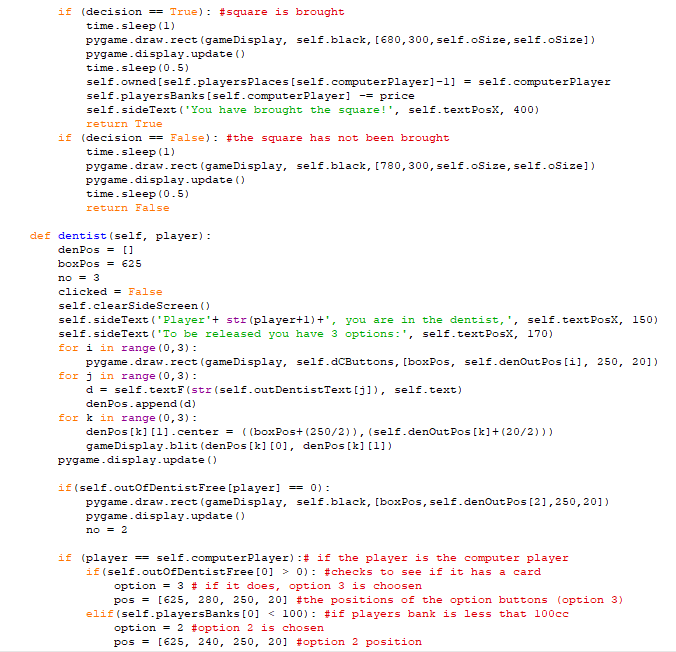 if (decision == True): #square is brought
time.sleep(1)
pygame.draw.rect(gameDisplay, self.black,[680,300,self.oSize,self.oSize])
pygame.display.update()
time.sleep(0.5)
self.owned[self.playersPlaces[self.computerPlayer]-1] = self.computerPlayer
self.playersBanks[self.computerPlayer] -= price
self.sideText('You have brought the square!', self.textPosX, 400)
return True
if (decision == False): #the square has not been brought
time.sleep(1)
pygame.draw.rect(gameDisplay, self.black,[780,300,self.oSize,self.oSize])
pygame.display.update()
time.sleep(0.5)
return False
def dentist(self, player):
denPos = []
boxPos = 625
no = 3
clicked = False
self.clearSideScreen()
self.sideText('Player'+ str(player+1)+', you are in the dentist,', self.textPosX, 150)
self.sideText('To be released you have 3 options:', self.textPosX, 170)
for i in range(0,3):
pygame.draw.rect(gameDisplay, self.dCButtons,[boxPos, self.denOutPos[i], 250, 20])
for j in range(0,3):
d = self.textF(str(self.outDentistText[j]), self.text)
denPos.append(d)
for k in range(0,3):
denPos[k][1].center = ((boxPos+(250/2)),(self.denOutPos[k]+(20/2)))
gameDisplay.blit(denPos[k][0], denPos[k][1])
pygame.display.update()
if(self.outOfDentistFree[player] == 0):
pygame.draw.rect(gameDisplay, self.black,[boxPos,self.denOutPos[2],250,20])
pygame.display.update()
no = 2
if (player == self.computerPlayer):# if the player is the computer player
if(self.outOfDentistFree[0] > 0): #checks to see if it has a card
option = 3 # if it does, option 3 is choosen
pos = [625, 280, 250, 20] #the positions of the option buttons (option 3)
elif(self.playersBanks[0] < 100): #if players bank is less that 100cc
option = 2 #option 2 is chosen
pos = [625, 240, 250, 20] #option 2 position